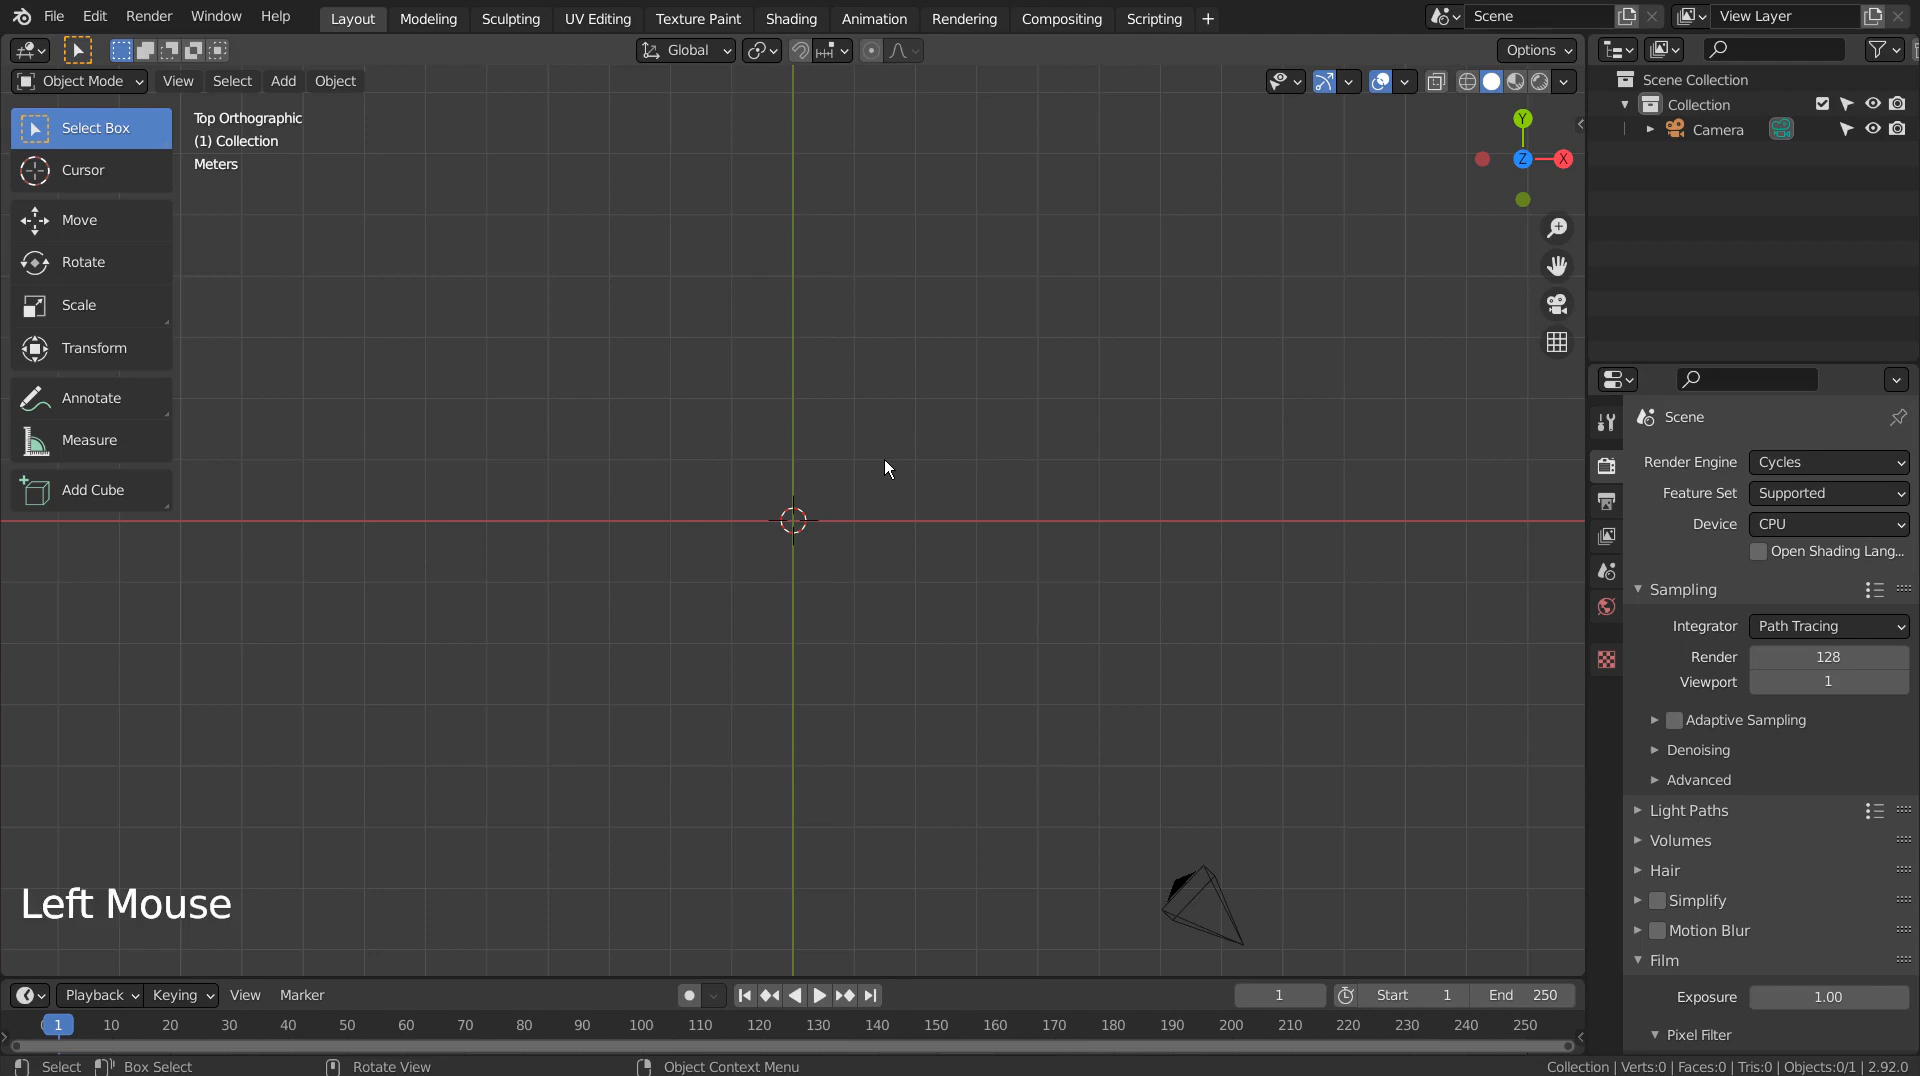 File Edit Render Window Help Layout Modeling Sculpting UV Editing Texture Paint Shading Animation Rendering Compositing Scripting + Scene View Layer
Global Options
Object Mode View Select Add Object
Select Box
Cursor
Move
Rotate
Scale
Transform
Annotate
Measure
Add Cube
Top Orthographic
(1) Collection
Meters
Y
Z
X
Left Mouse
Scene Collection
Collection
Camera
Scene
Render Engine Cycles
Feature Set Supported
Device CPU
Open Shading Lang...
Sampling
Integrator Path Tracing
Render 128
Viewport 1
Adaptive Sampling
Denoising
Advanced
Light Paths
Volumes
Hair
Simplify
Motion Blur
Film
Exposure 1.00
Pixel Filter
Playback Keying View Marker 1 Start 1 End 250
1 10 20 30 40 50 60 70 80 90 100 110 120 130 140 150 160 170 180 190 200 210 220 230 240 250
Select Box Select Rotate View Object Context Menu Collection | Verts:0 | Faces:0 | Tris:0 | Objects:0/1 | 2.92.0